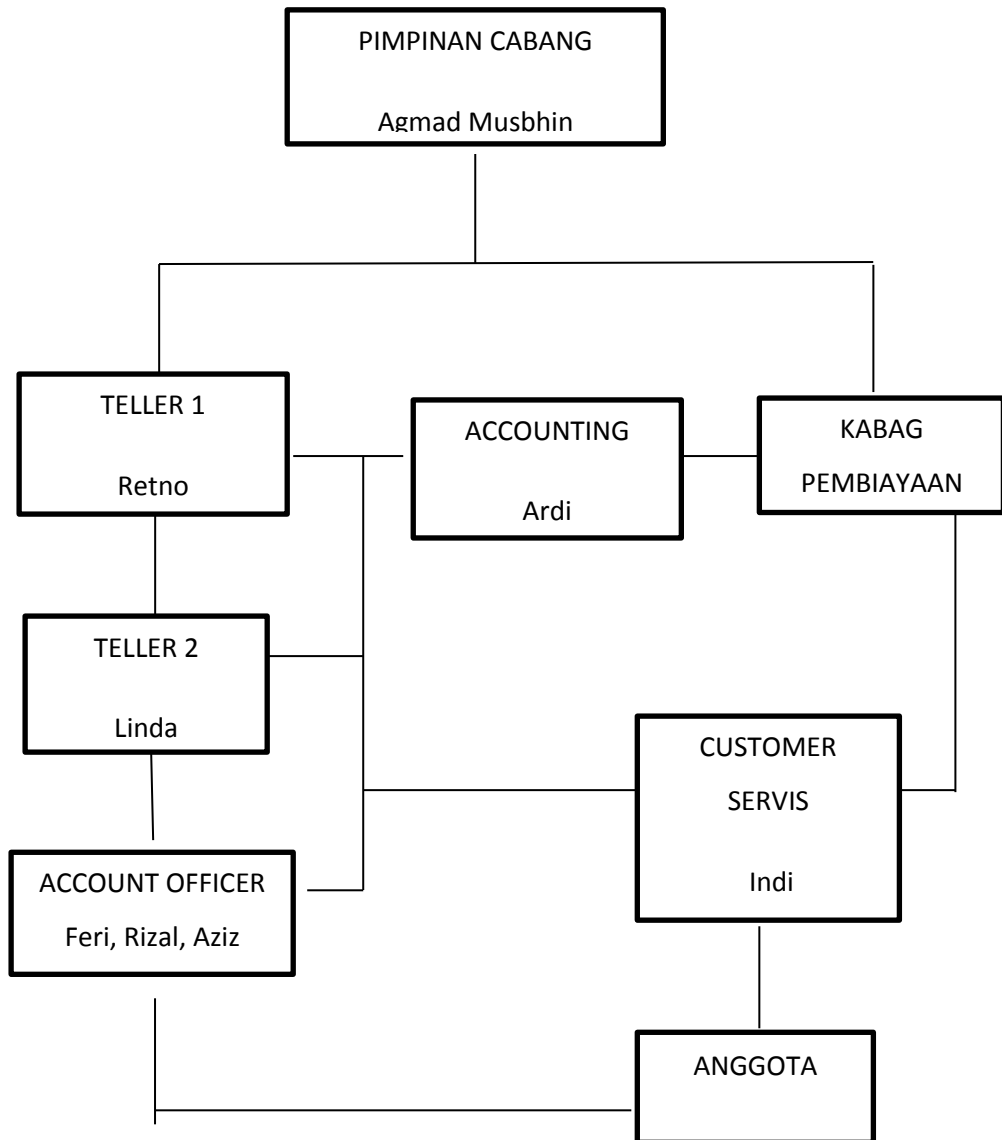 PIMPINAN CABANG
Agmad Musbhin
TELLER 1
Retno
ACCOUNTING
Ardi
KABAG
PEMBIAYAAN
TELLER 2
Linda
CUSTOMER
SERVIS
Indi
ACCOUNT OFFICER
Feri, Rizal, Aziz
ANGGOTA